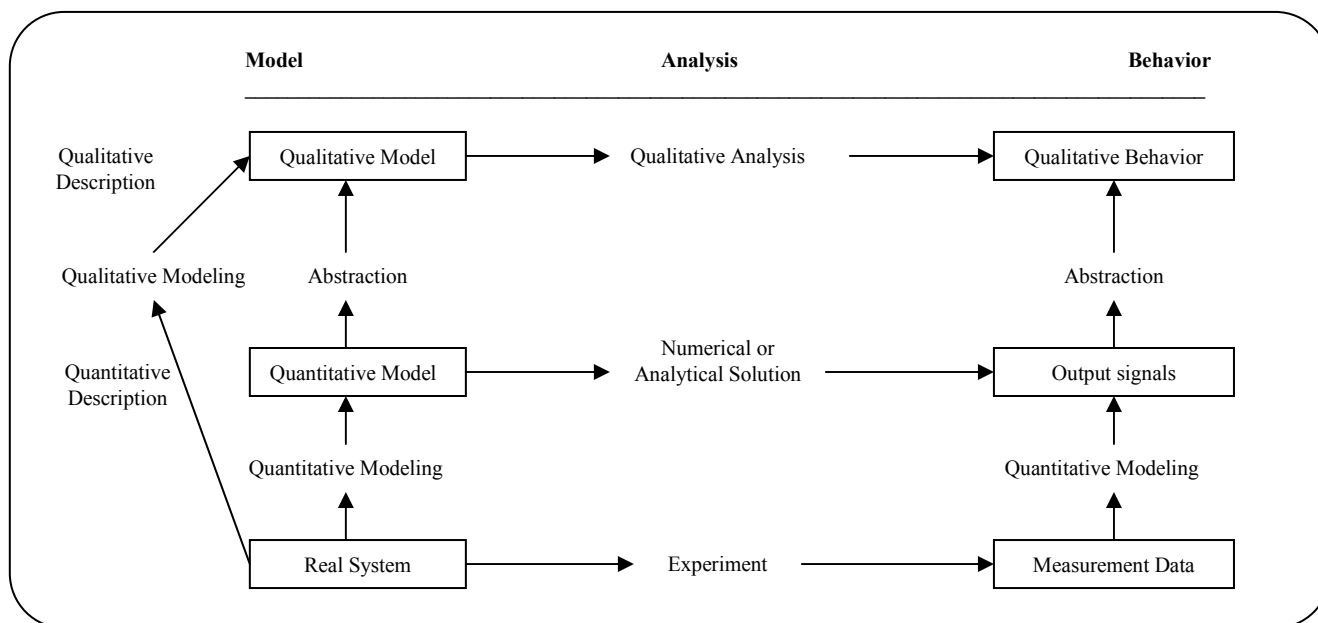 Model Analysis Behavior
Qualitative
Description
Qualitative Model Qualitative Analysis Qualitative Behavior
Qualitative Modeling Abstraction Abstraction
Quantitative
Description
Quantitative Model Numerical or
Analytical Solution Output signals
Quantitative Modeling Quantitative Modeling
Real System Experiment Measurement Data